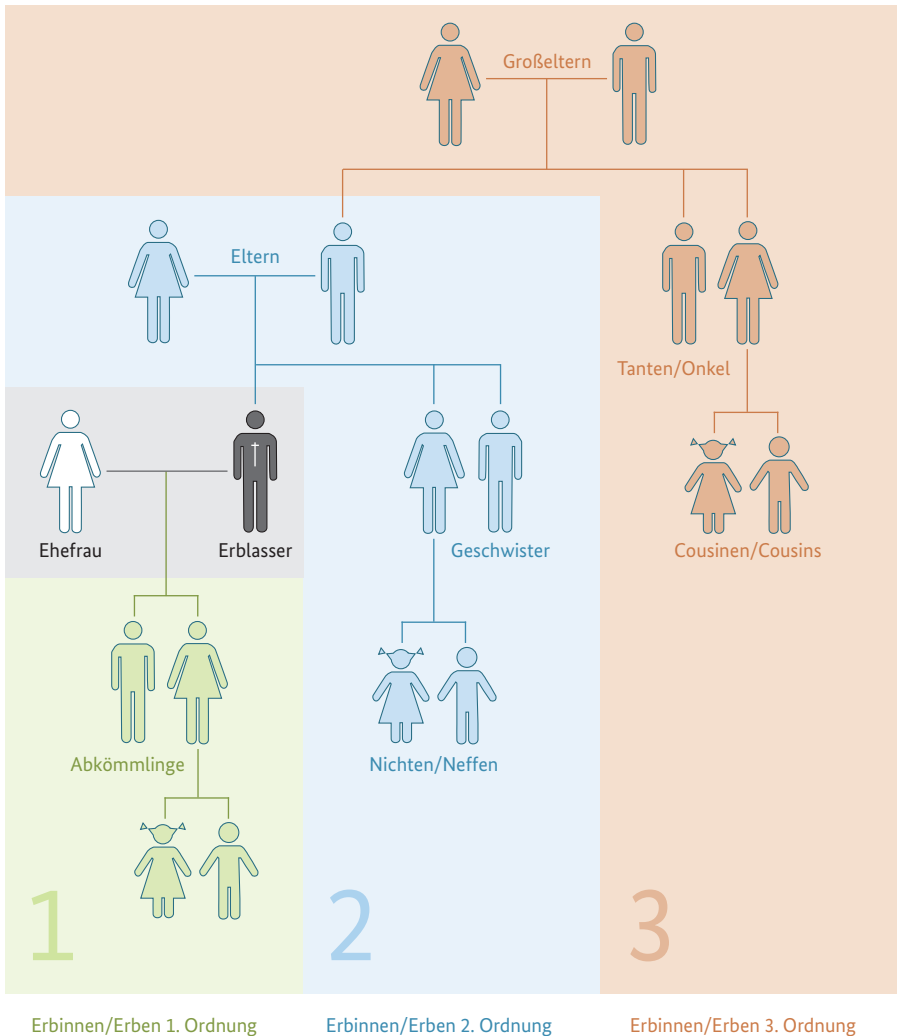 Großeltern
Eltern
Tanten/Onkel
Ehefrau
Erblasser
Geschwister
Cousinen/Cousins
Abkömmlinge
Nichten/Neffen
1
2
3
Erbinnen/Erben 1. Ordnung
Erbinnen/Erben 2. Ordnung
Erbinnen/Erben 3. Ordnung